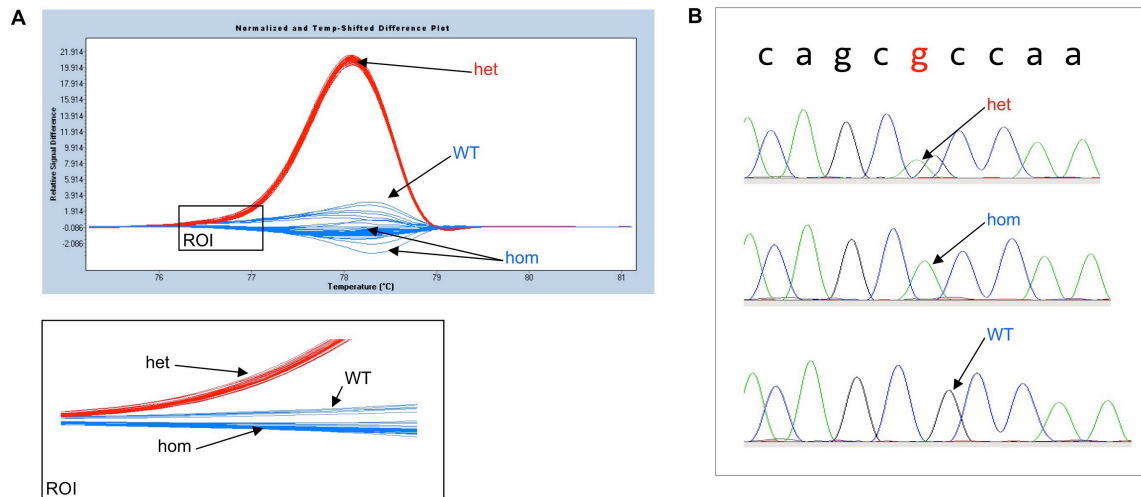 A
Normalized and Temp-Shifted Difference Plot
Relative Signal Difference
21.914
19.914
17.914
15.914
13.914
11.914
9.914
7.914
5.914
3.914
1.914
-0.086
-2.086
het
WT
hom
ROI
76
77
78
79
80
81
Temperature (°C)
het
WT
hom
ROI
B
c a g c g c c a a
het
hom
WT